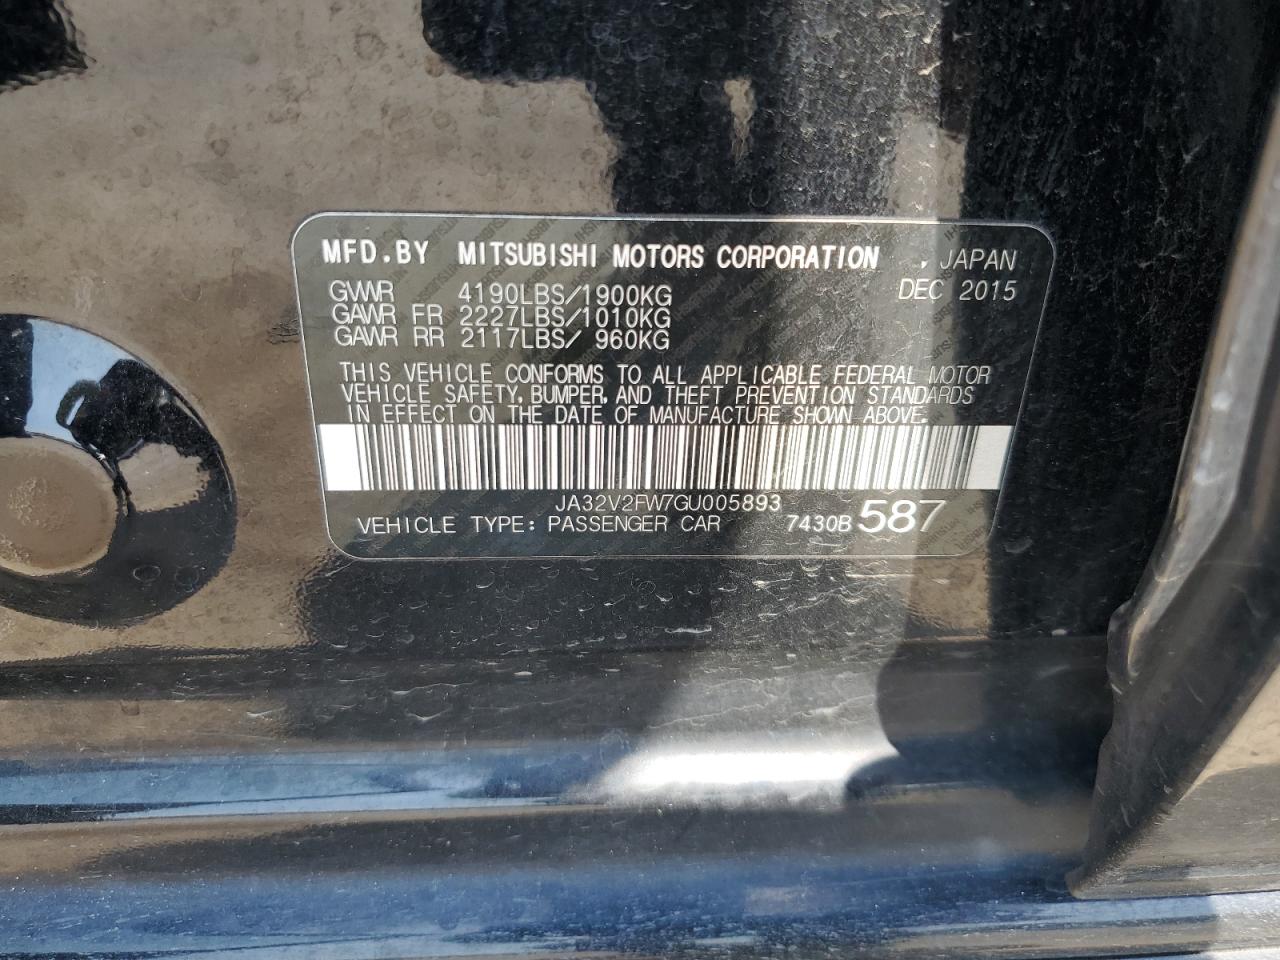 MFD.BY MITSUBISHI MOTORS CORPORATION , JAPAN
GVWR 4190LBS/1900KG DEC 2015
GAWR FR 2227LBS/1010KG
GAWR RR 2117LBS/ 960KG
THIS VEHICLE CONFORMS TO ALL APPLICABLE FEDERAL MOTOR
VEHICLE SAFETY, BUMPER, AND THEFT PREVENTION STANDARDS
IN EFFECT ON THE DATE OF MANUFACTURE SHOWN ABOVE.
JA32V2FW7GU005893
VEHICLE TYPE: PASSENGER CAR 7430B 587